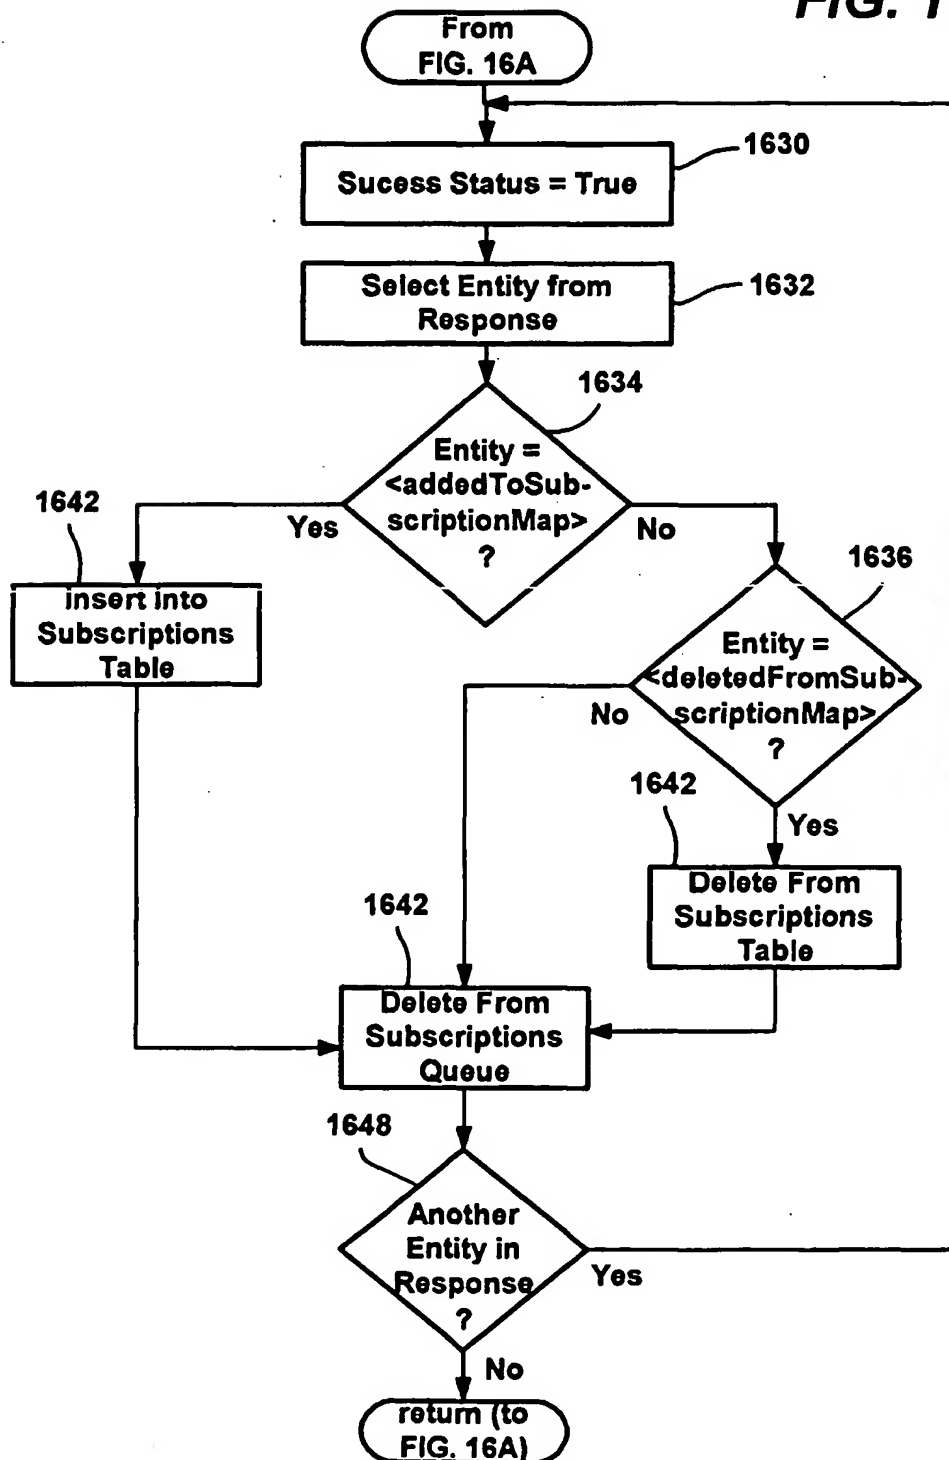 FIG. 1
From
FIG. 16A
1630
Sucess Status = True
Select Entity from
Response
1632
1634
Entity =
<addedToSub-
scriptionMap>
?
Yes
No
1642
insert into
Subscriptions
Table
1636
Entity =
<deletedFromSub-
scriptionMap>
?
No
Yes
1642
Delete From
Subscriptions
Table
1642
Delete From
Subscriptions
Queue
1648
Another
Entity in
Response
?
Yes
No
return (to
FIG. 16A)